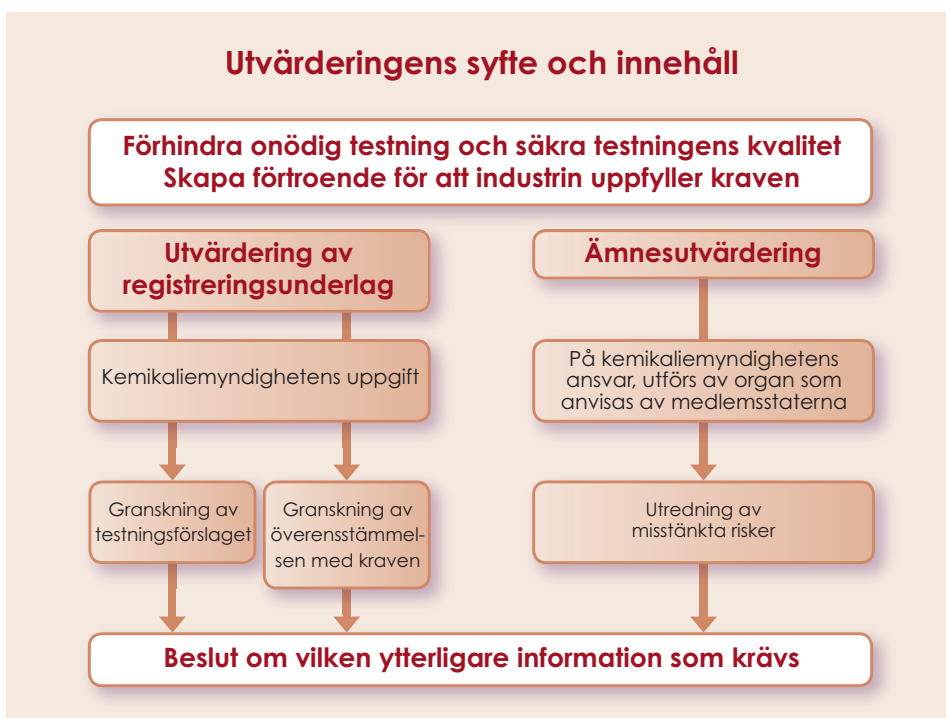 Utvärderingens syfte och innehåll
Förhindra onödig testning och säkra testningens kvalitet
Skapa förtroende för att industrin uppfyller kraven
Utvärdering av
registreringsunderlag
Kemikaliemyndighetens uppgift
Granskning av
testningsförslaget
Granskning av
överensstämmel-
sen med kraven
Ämnesutvärdering
På kemikaliemyndighetens
ansvar, utförs av organ som
anvisas av medlemsstaterna
Utredning av
misstänkta risker
Beslut om vilken ytterligare information som krävs